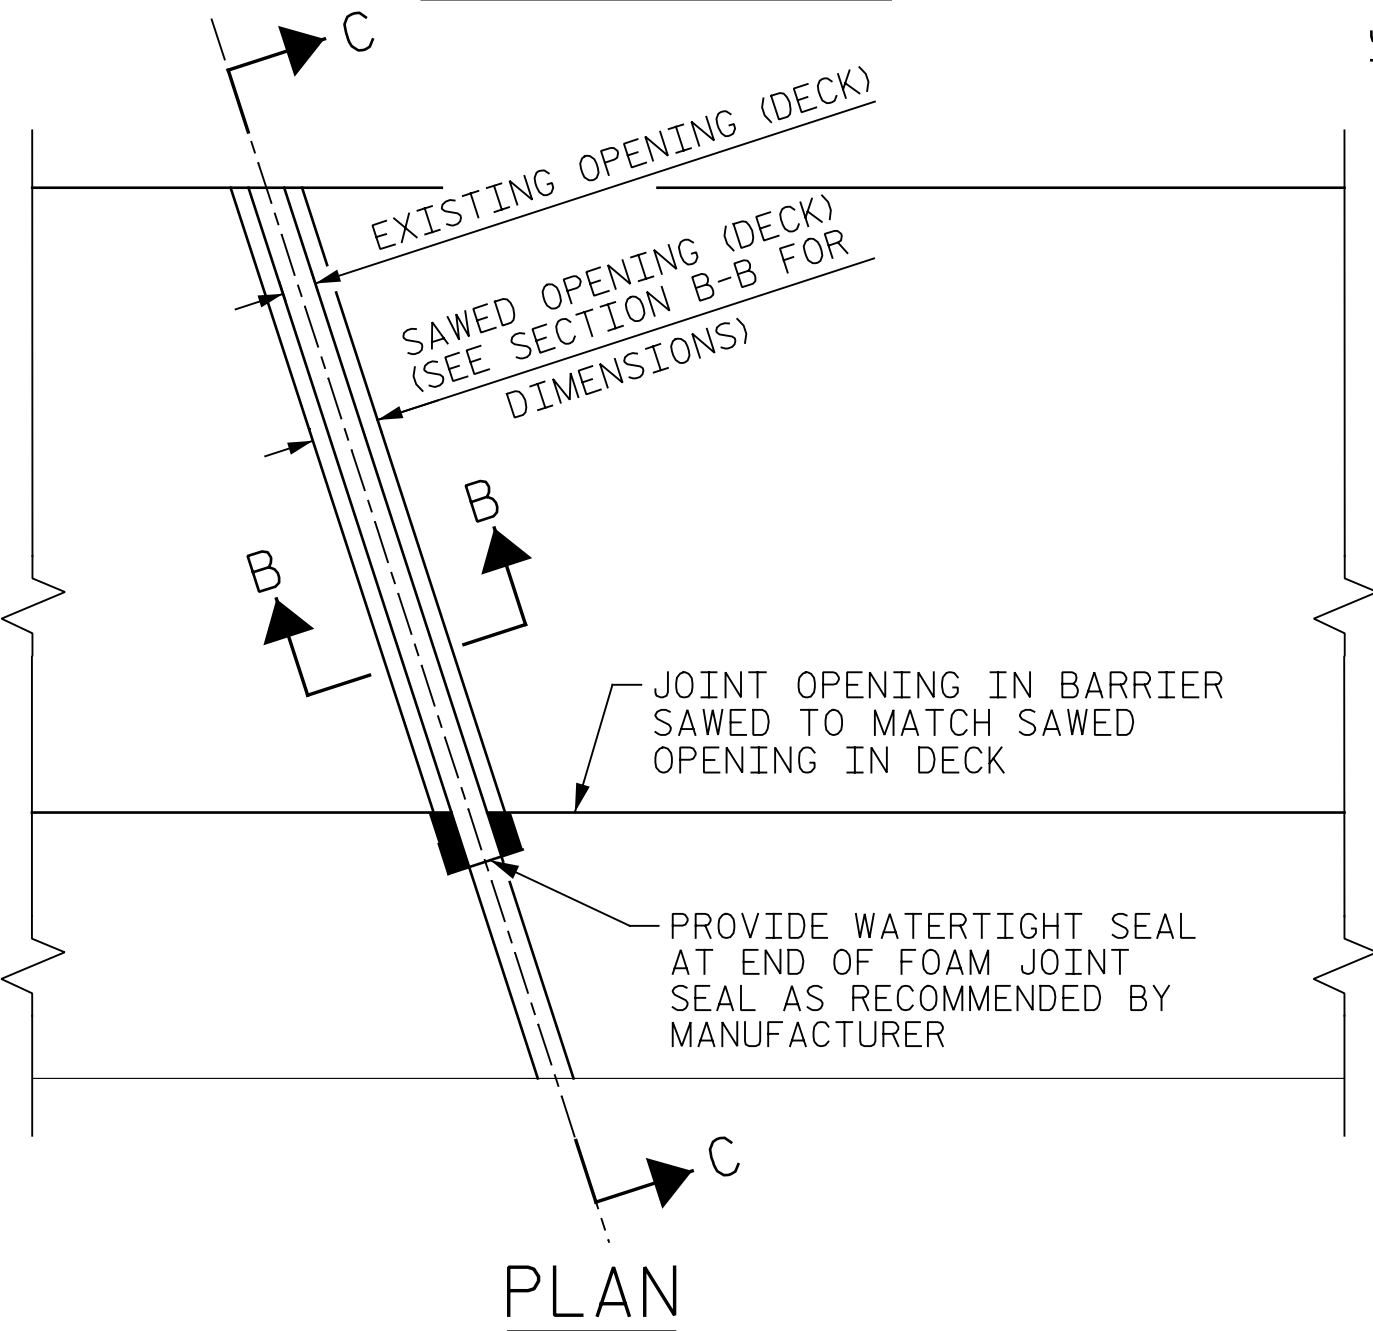 C
EXISTING OPENING (DECK)
SAWED OPENING (DECK)
(SEE SECTION B-B FOR
DIMENSIONS)
B
B
JOINT OPENING IN BARRIER
SAWED TO MATCH SAWED
OPENING IN DECK
PROVIDE WATERTIGHT SEAL
AT END OF FOAM JOINT
SEAL AS RECOMMENDED BY
MANUFACTURER
C
PLAN